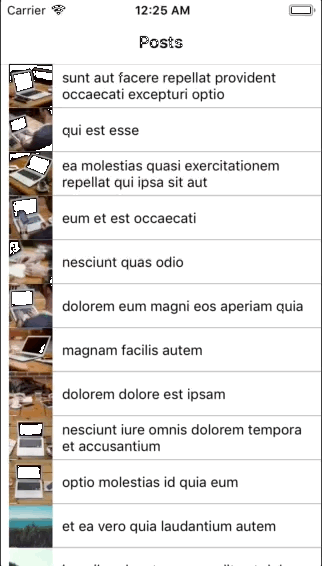 Carrier
12:25 AM
Posts
sunt aut facere repellat provident
occaecati excepturi optio
qui est esse
ea molestias quasi exercitationem
repellat qui ipsa sit aut
eum et est occaecati
nesciunt quas odio
dolorem eum magni eos aperiam quia
magnam facilis autem
dolorem dolore est ipsam
nesciunt iure omnis dolorem tempora
et accusantium
optio molestias id quia eum
et ea vero quia laudantium autem